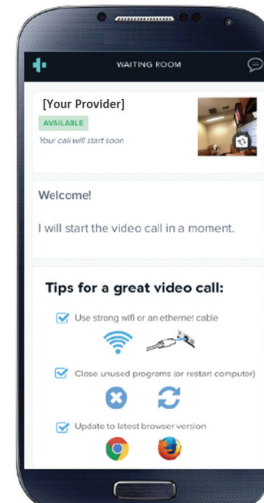 WAITING ROOM
[Your Provider]
AVAILABLE
Your call will start soon
Welcome!
I will start the video call in a moment.
Tips for a great video call:
Use strong wifi or an ethernet cable
Close unused programs (or restart computer)
Update to latest browser version